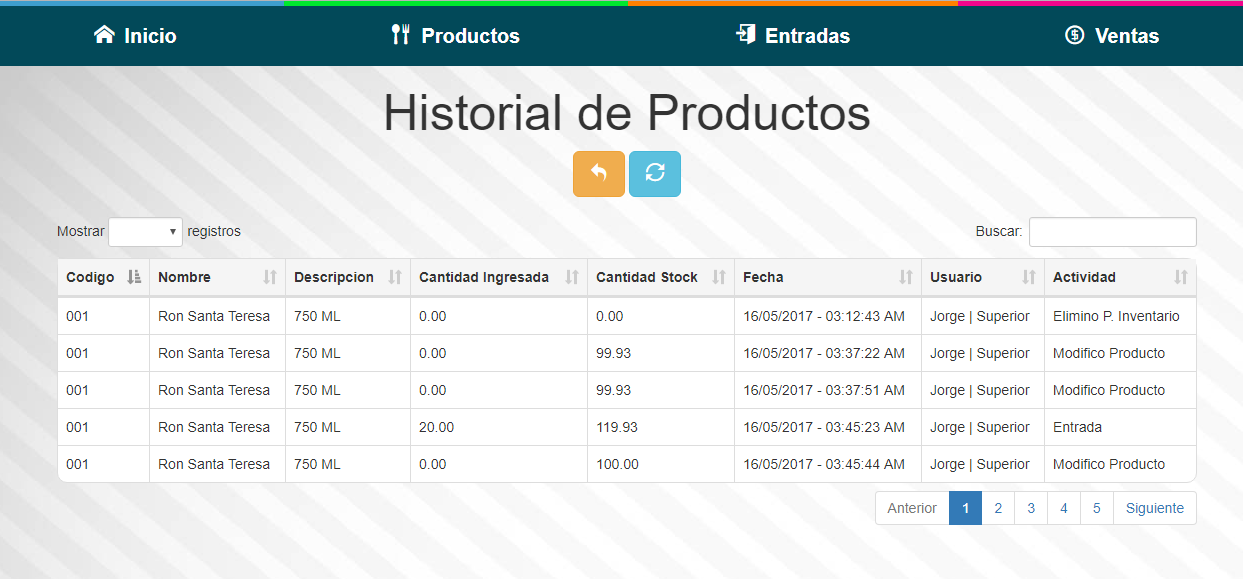 Inicio Productos Entradas Ventas
Historial de Productos
Mostrar registros Buscar:
Codigo Nombre Descripcion Cantidad Ingresada Cantidad Stock Fecha Usuario Actividad
001 Ron Santa Teresa 750 ML 0.00 0.00 16/05/2017 - 03:12:43 AM Jorge | Superior Elimino P. Inventario
001 Ron Santa Teresa 750 ML 0.00 99.93 16/05/2017 - 03:37:22 AM Jorge | Superior Modifico Producto
001 Ron Santa Teresa 750 ML 0.00 99.93 16/05/2017 - 03:37:51 AM Jorge | Superior Modifico Producto
001 Ron Santa Teresa 750 ML 20.00 119.93 16/05/2017 - 03:45:23 AM Jorge | Superior Entrada
001 Ron Santa Teresa 750 ML 0.00 100.00 16/05/2017 - 03:45:44 AM Jorge | Superior Modifico Producto
Anterior 1 2 3 4 5 Siguiente